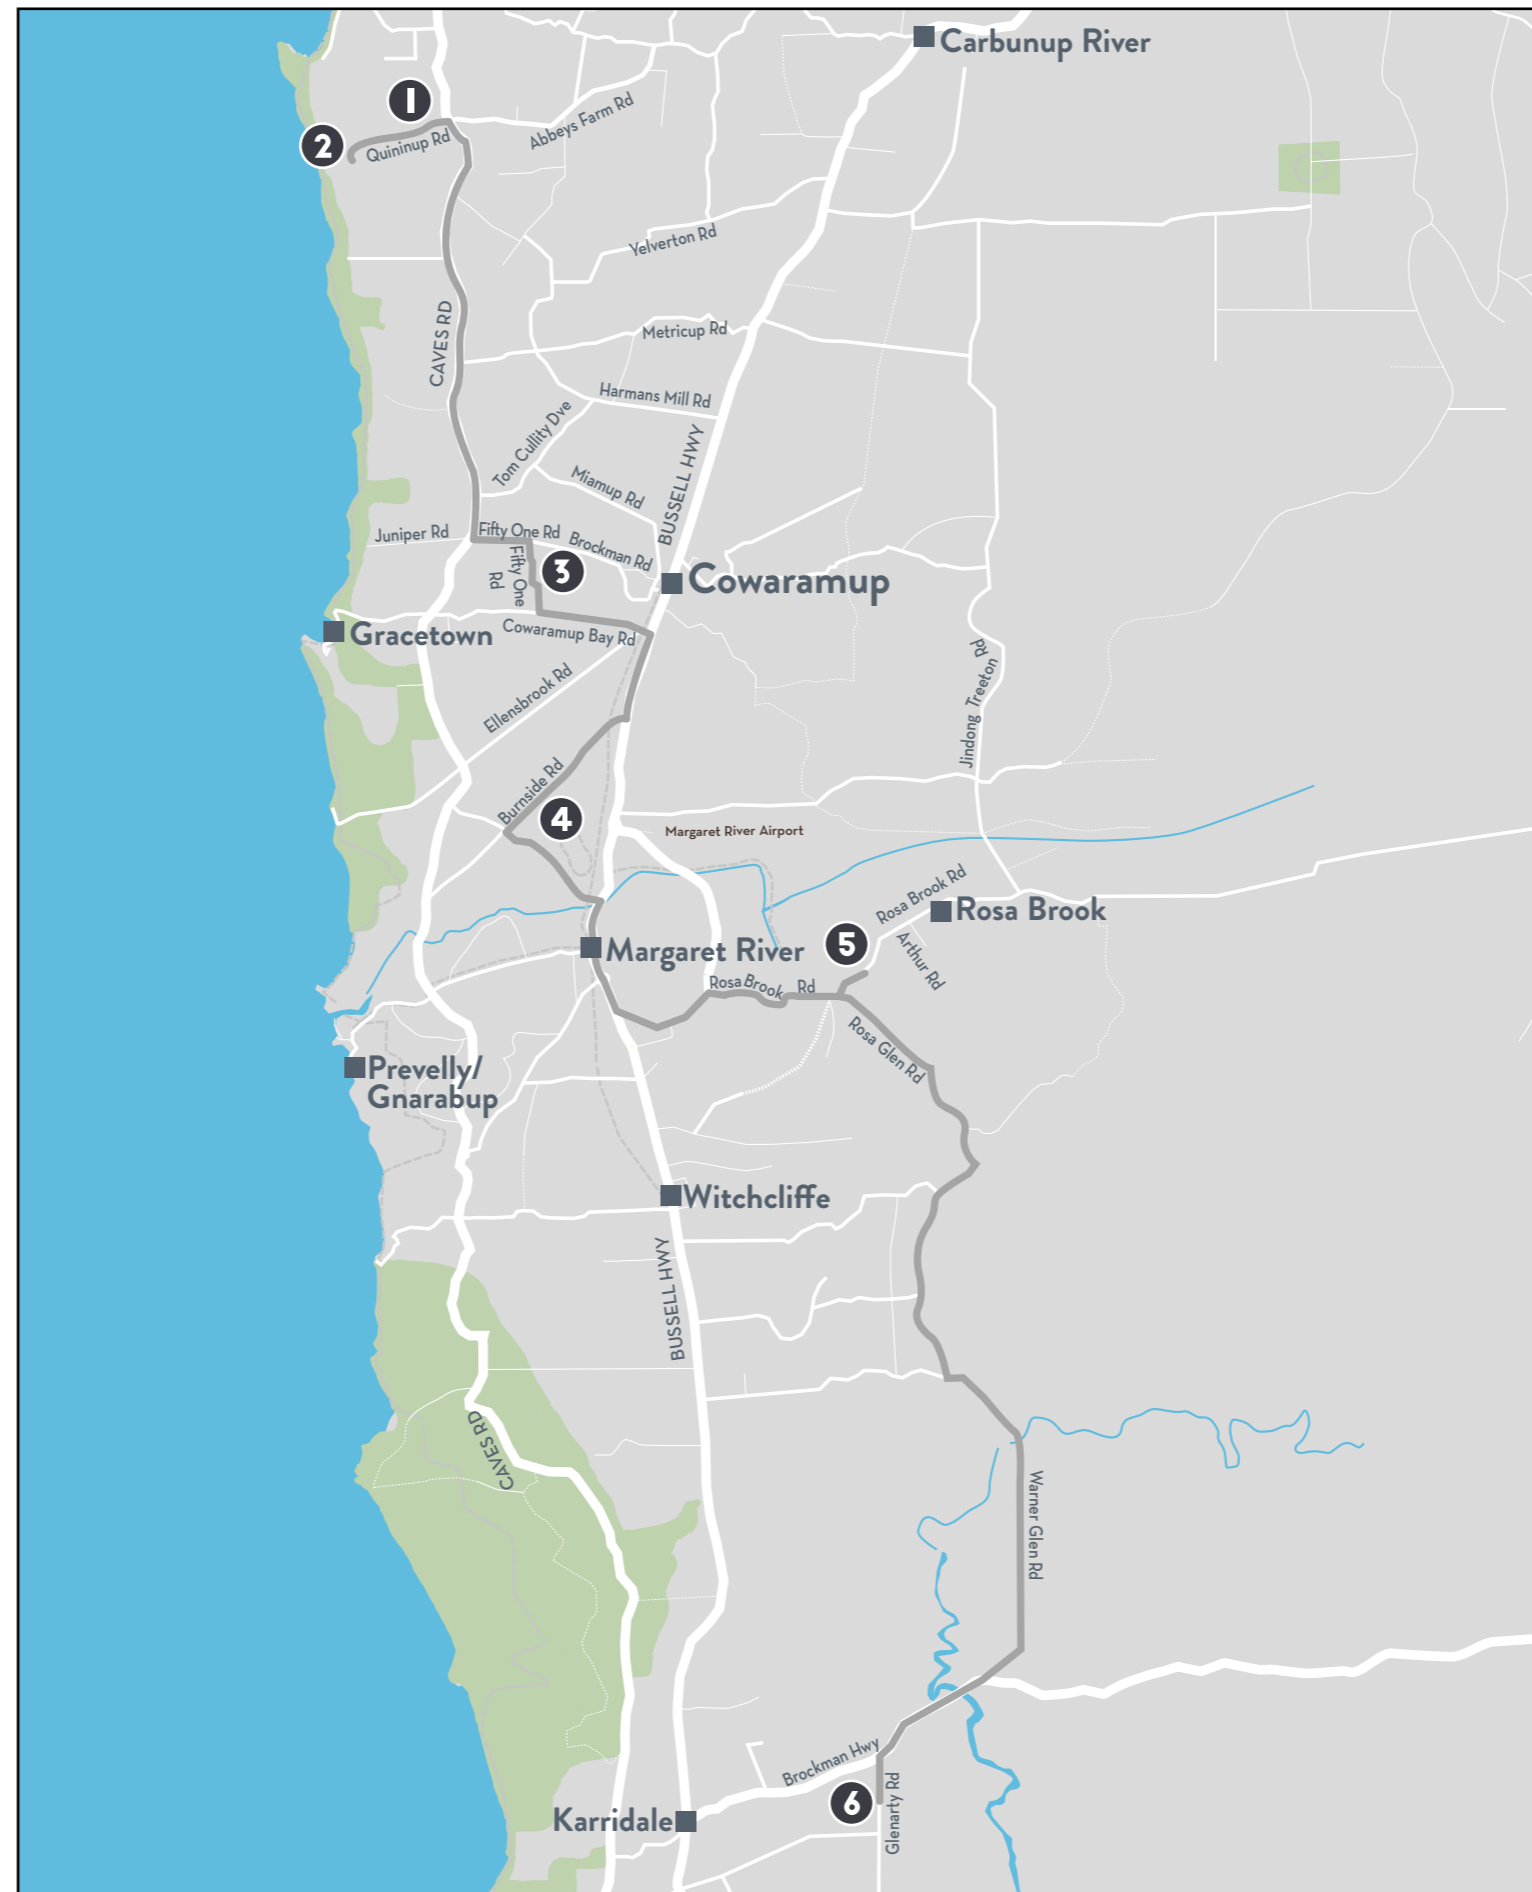 Carbunup River
1
Abbeys Farm Rd
2
Quininup Rd
Yelverton Rd
CAVES RD
Metricup Rd
Harmans Mill Rd
Tom Cullity Dve
BUSSELL HWY
Miamup Rd
Juniper Rd
Fifty One Rd
Brockman Rd
Fifty One
Rd
3
Cowaramup
Gracetown
Cowaramup Bay Rd
Ellensbrook Rd
Jindong Treeton Rd
Burnside Rd
4
Margaret River Airport
Rosa Brook Rd
Rosa Brook
5
Arthur Rd
Margaret River
Rosa Brook Rd
Rosa Glen Rd
Prevelly/
Gnarabup
Witchcliffe
BUSSELL HWY
CAVES RD
Warner Glen Rd
Brockman Hwy
6
Glenarty Rd
Karridale